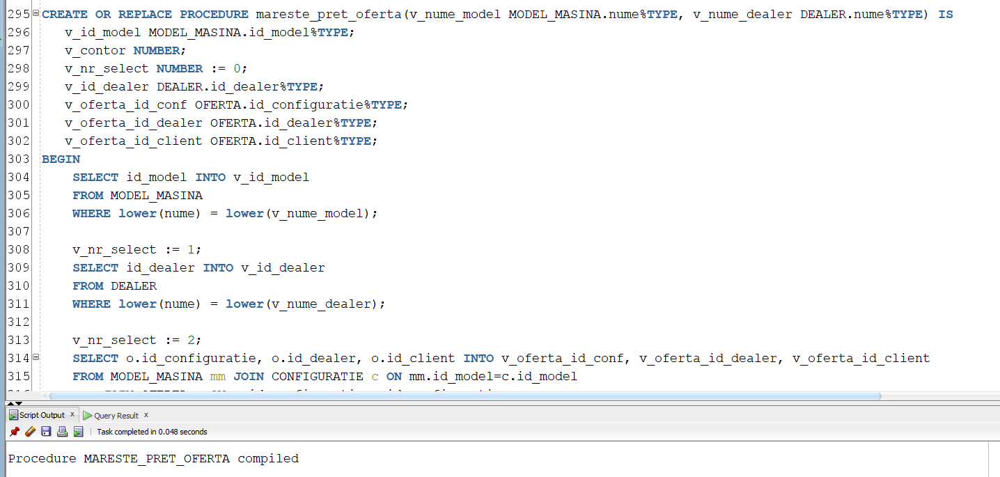 295 CREATE OR REPLACE PROCEDURE mareste_pret_oferta(v_nume_model MODEL_MASINA.nume%TYPE, v_nume_dealer DEALER.nume%TYPE) IS
296 v_id_model MODEL_MASINA.id_model%TYPE;
297 v_contor NUMBER;
298 v_nr_select NUMBER := 0;
299 v_id_dealer DEALER.id_dealer%TYPE;
300 v_oferta_id_conf OFERTA.id_configuratie%TYPE;
301 v_oferta_id_dealer OFERTA.id_dealer%TYPE;
302 v_oferta_id_client OFERTA.id_client%TYPE;
303 BEGIN
304 SELECT id_model INTO v_id_model
305 FROM MODEL_MASINA
306 WHERE lower(nume) = lower(v_nume_model);
307
308 v_nr_select := 1;
309 SELECT id_dealer INTO v_id_dealer
310 FROM DEALER
311 WHERE lower(nume) = lower(v_nume_dealer);
312
313 v_nr_select := 2;
314 SELECT o.id_configuratie, o.id_dealer, o.id_client INTO v_oferta_id_conf, v_oferta_id_dealer, v_oferta_id_client
315 FROM MODEL_MASINA mm JOIN CONFIGURATIE c ON mm.id_model=c.id_model
Script Output x Query Result x
Task completed in 0.048 seconds
Procedure MARESTE_PRET_OFERTA compiled